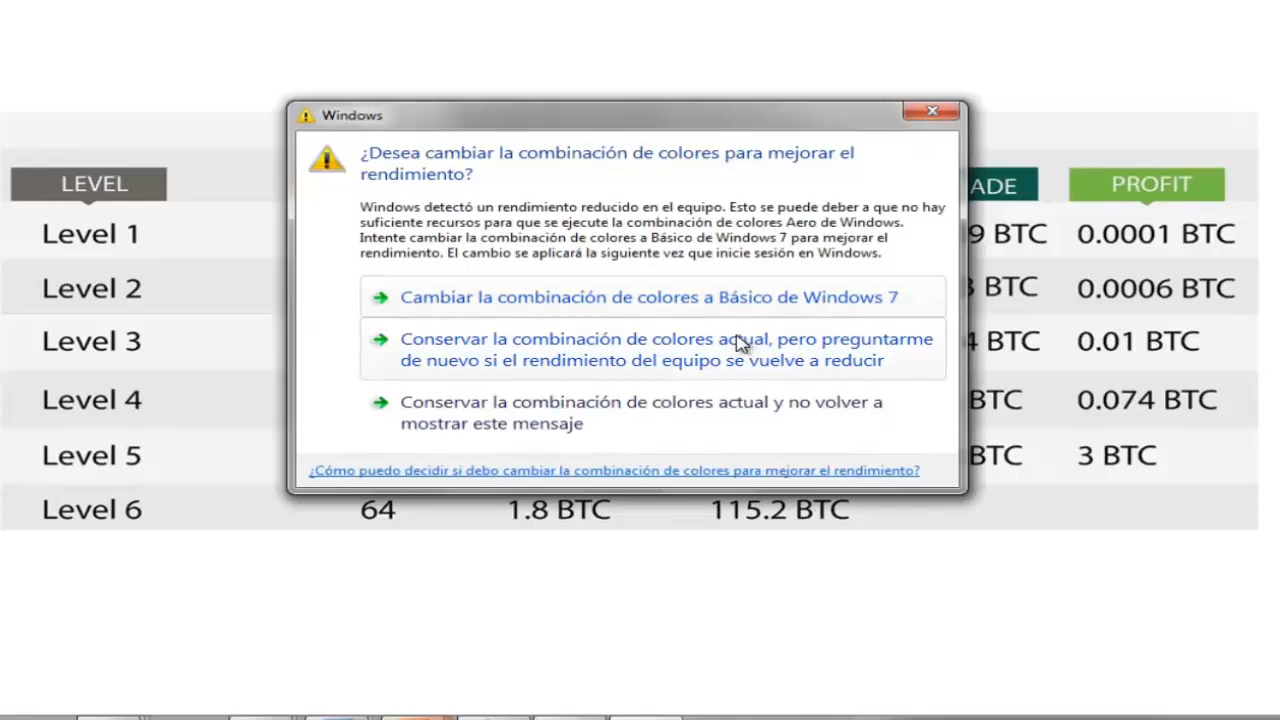 Windows
¿Desea cambiar la combinación de colores para mejorar el
rendimiento?
Windows detectó un rendimiento reducido en el equipo. Esto se puede deber a que no hay
suficiente recursos para que se ejecute la combinación de colores Aero de Windows.
Intente cambiar la combinación de colores a Básico de Windows 7 para mejorar el
rendimiento. El cambio se aplicará la siguiente vez que inicie sesión en Windows.
Cambiar la combinación de colores a Básico de Windows 7
Conservar la combinación de colores actual, pero preguntarme
de nuevo si el rendimiento del equipo se vuelve a reducir
Conservar la combinación de colores actual y no volver a
mostrar este mensaje
¿Cómo puedo decidir si debo cambiar la combinación de colores para mejorar el rendimiento?
LEVEL ADE PROFIT
Level 1 9 BTC 0.0001 BTC
Level 2 BTC 0.0006 BTC
Level 3 4 BTC 0.01 BTC
Level 4 BTC 0.074 BTC
Level 5 BTC 3 BTC
Level 6 64 1.8 BTC 115.2 BTC